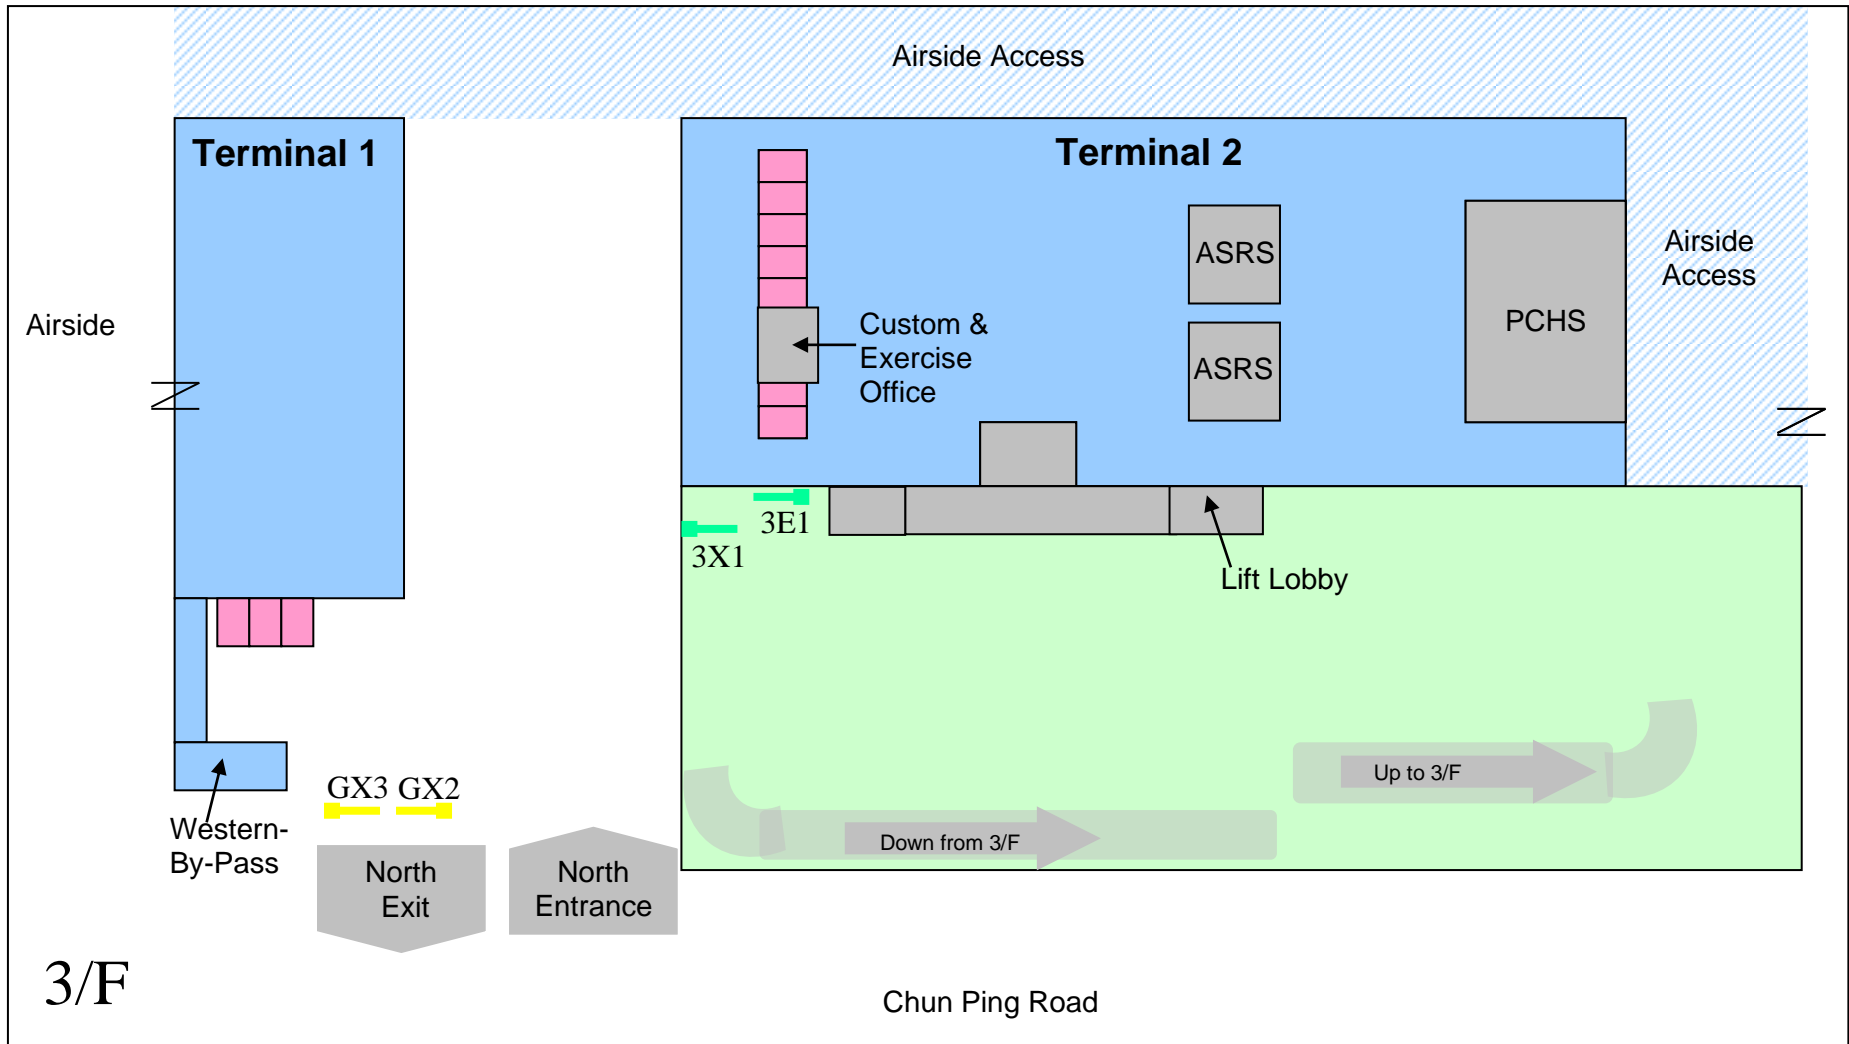 Airside Access
Terminal 1
Terminal 2
ASRS
Airside
Access
Airside
Custom &
Exercise
Office
PCHS
ASRS
3E1
3X1
Lift Lobby
Up to 3/F
GX3 GX2
Western-
By-Pass
Down from 3/F
North
Exit
North
Entrance
3/F
Chun Ping Road